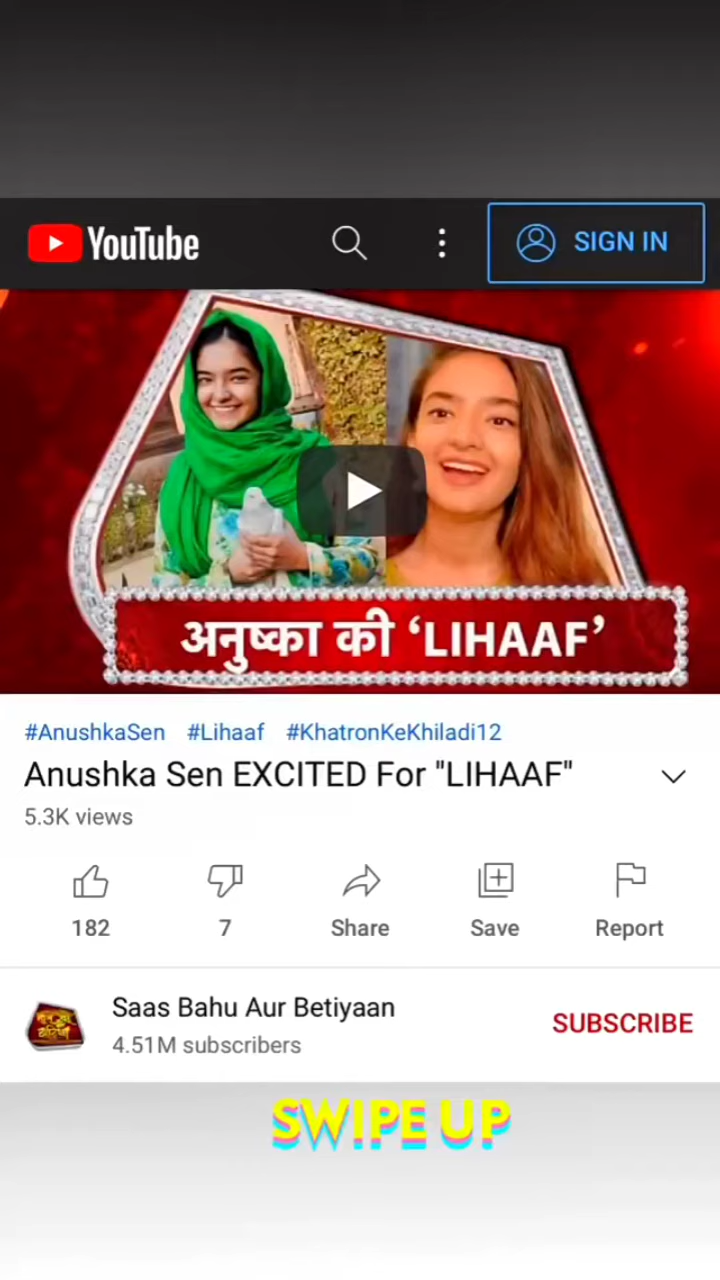 YouTube
SIGN IN
अनुष्का की ‘LIHAAF’
#AnushkaSen #Lihaaf #KhatronKeKhiladi12
Anushka Sen EXCITED For "LIHAAF"
5.3K views
182 7 Share Save Report
Saas Bahu Aur Betiyaan
4.51M subscribers
SUBSCRIBE
SWIPE UP